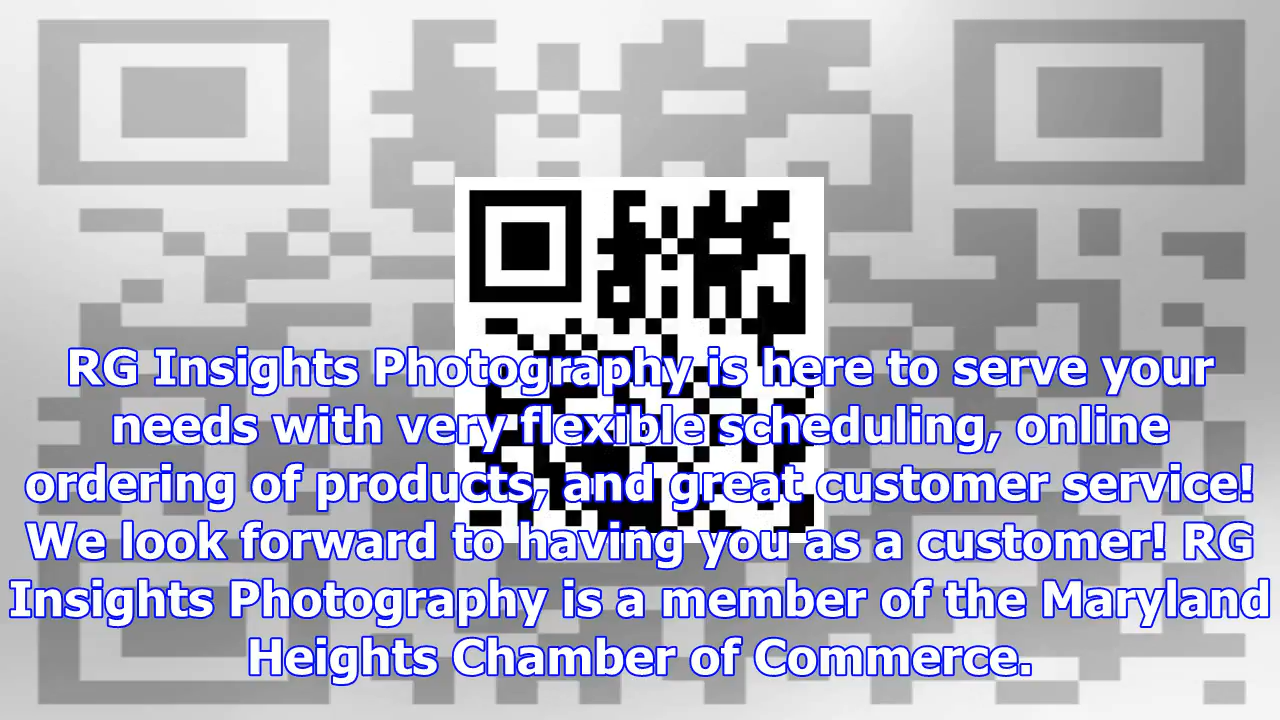 RG Insights Photography is here to serve your
needs with very flexible scheduling, online
ordering of products, and great customer service!
We look forward to having you as a customer! RG
Insights Photography is a member of the Maryland
Heights Chamber of Commerce.